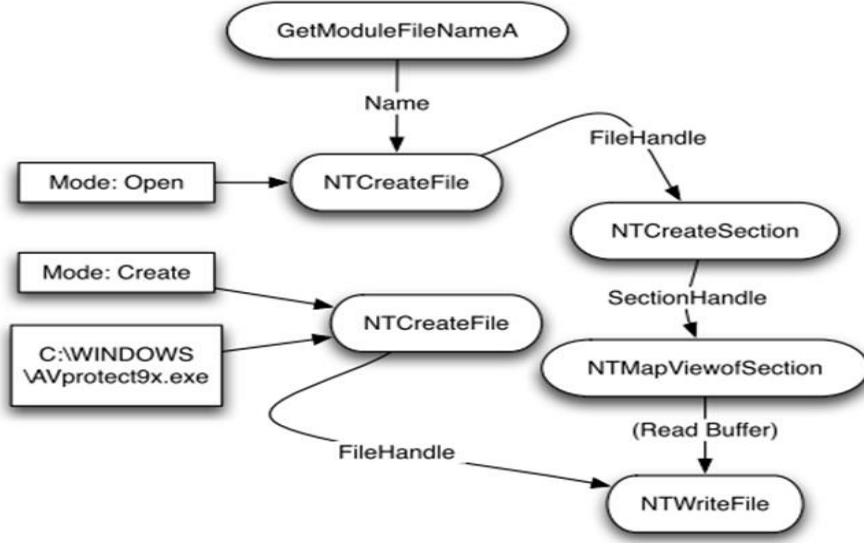 GetModuleFileNameA
Name
FileHandle
Mode: Open
NTCreateFile
NTCreateSection
Mode: Create
SectionHandle
NTCreateFile
C:\WINDOWS
\AVprotect9x.exe
NTMapViewofSection
(Read Buffer)
FileHandle
NTWriteFile